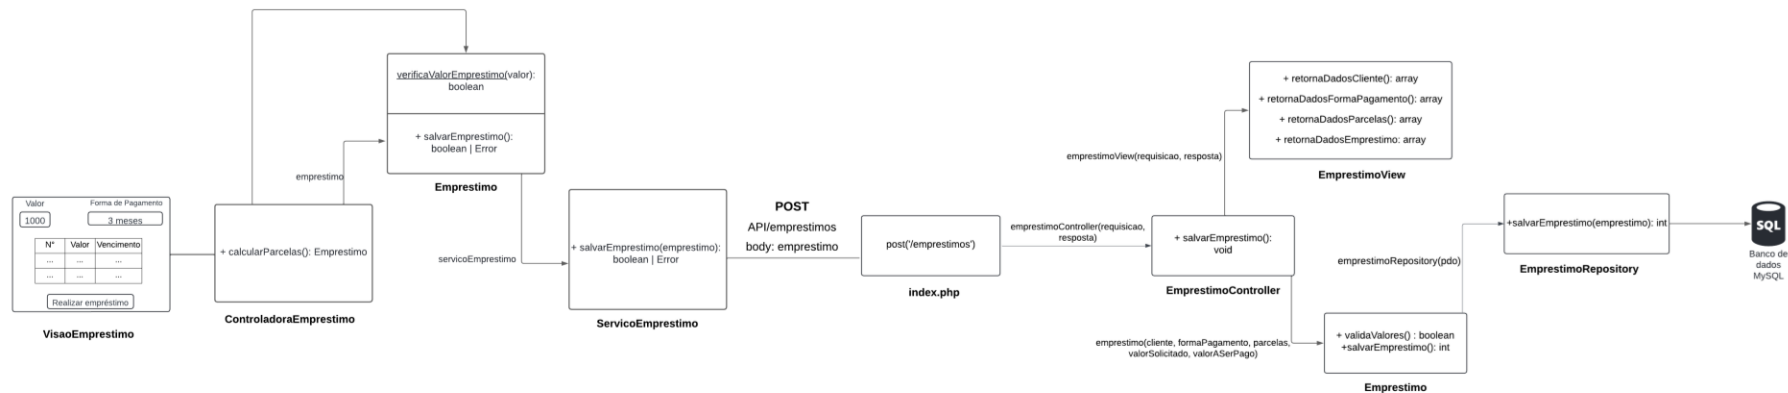 Valor
Forma de Pagamento
1000
3 meses
N°
Valor
Vencimento
...
...
...
...
...
...
Realizar empréstimo
VisaoEmprestimo
+ calcularParcelas(): Emprestimo
ControladoraEmprestimo
emprestimo
verificaValorEmprestimo(valor):
boolean
+ salvarEmprestimo():
boolean | Error
Emprestimo
servicoEmprestimo
+ salvarEmprestimo(emprestimo):
boolean | Error
ServicoEmprestimo
POST
API/emprestimos
body: emprestimo
post('/emprestimos')
index.php
emprestimoController(requisicao,
resposta)
+ salvarEmprestimo():
void
EmprestimoController
emprestimoView(requisicao, resposta)
+ retornaDadosCliente(): array
+ retornaDadosFormaPagamento(): array
+ retornaDadosParcelas(): array
+ retornaDadosEmprestimo: array
EmprestimoView
emprestimo(cliente, formaPagamento, parcelas,
valorSolicitado, valorASerPago)
+ validaValores() : boolean
+salvarEmprestimo(): int
Emprestimo
emprestimoRepository(pdo)
+salvarEmprestimo(emprestimo): int
EmprestimoRepository
SQL
Banco de
dados
MySQL